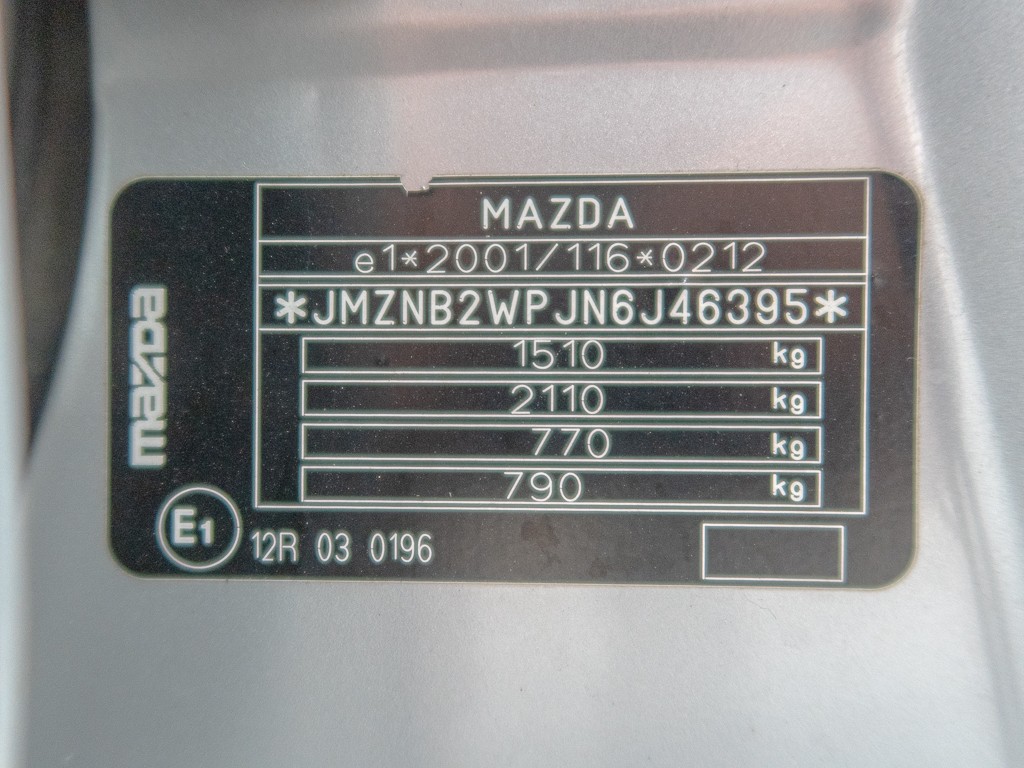 MAZDA
e1*2001/116*0212
*JMZNB2WPJN6J46395*
1510 kg
2110 kg
770 kg
790 kg
mazda
E1 12R 03 0196